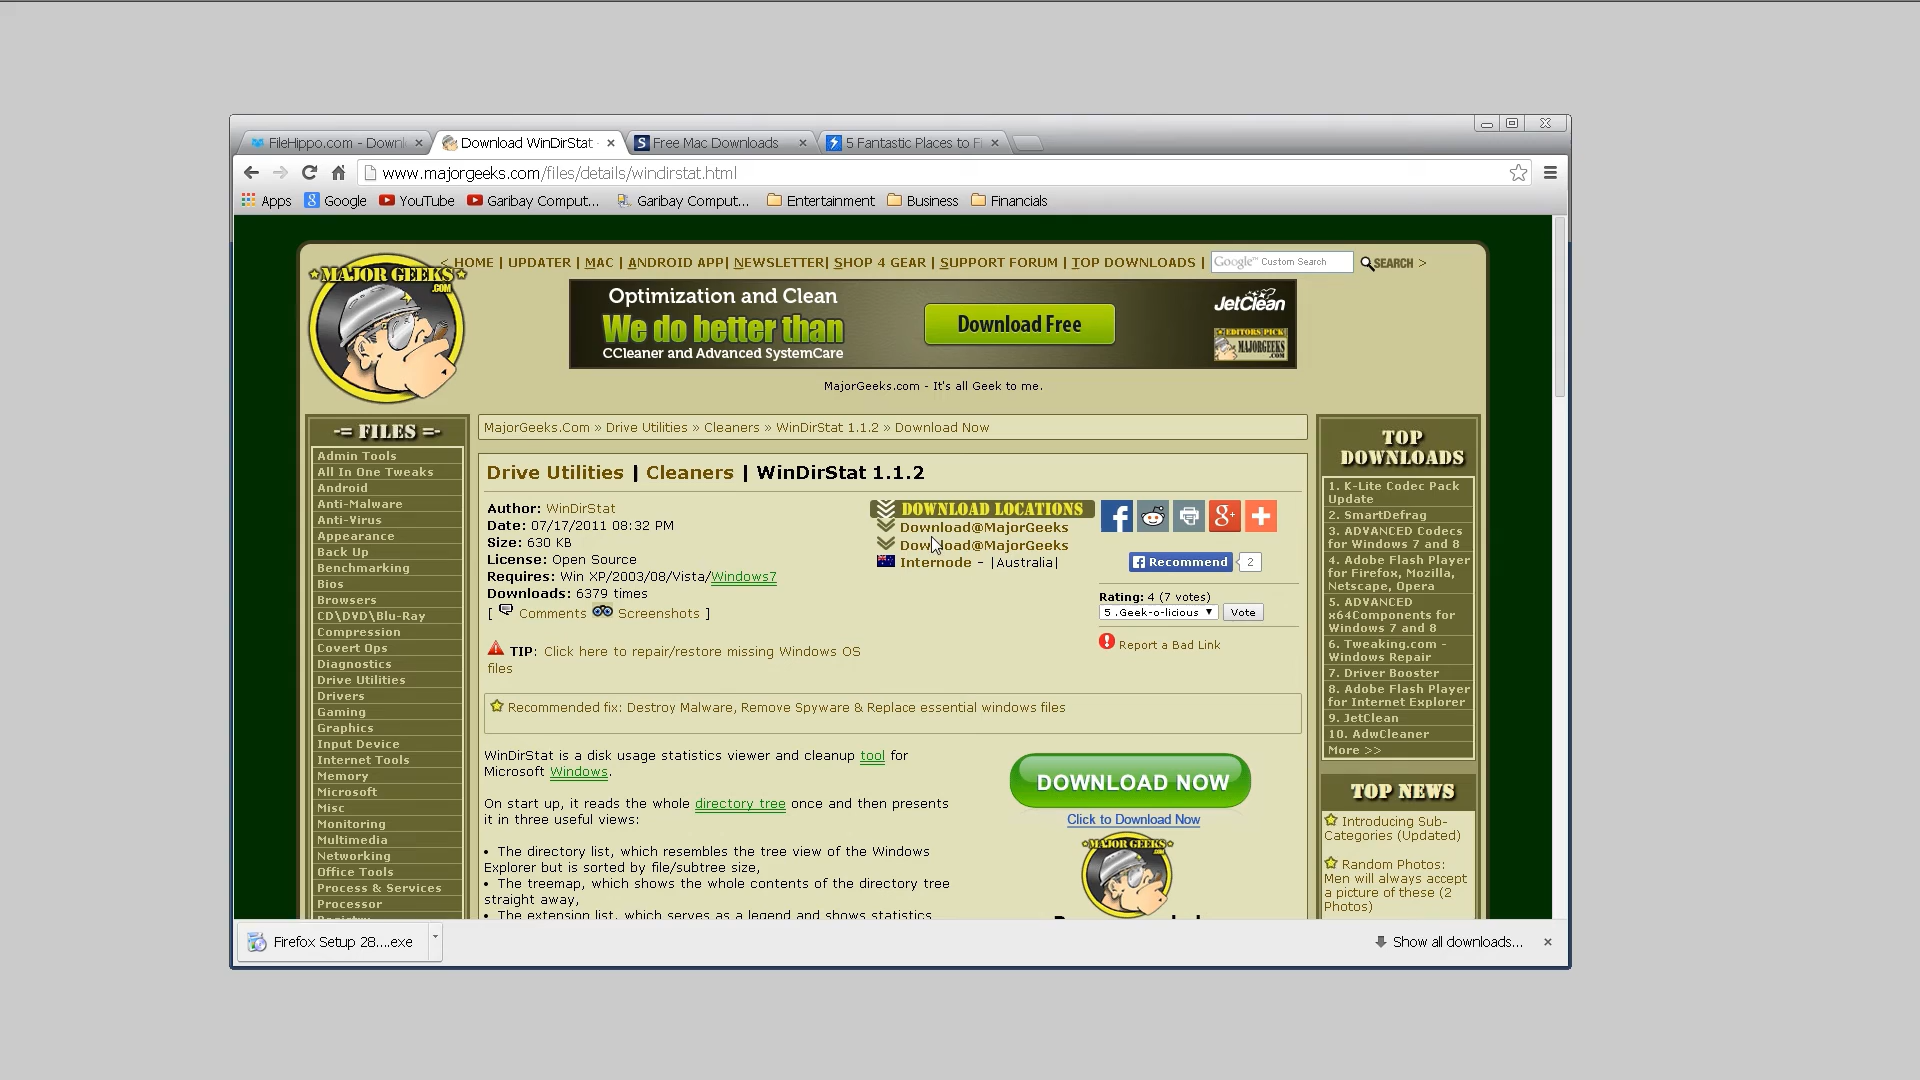 FileHippo.com - Downl
Download WinDirStat
Free Mac Downloads
5 Fantastic Places to Fi
www.majorgeeks.com/files/details/windirstat.html
Apps Google YouTube Garibay Comput... Garibay Comput... Entertainment Business Financials
MAJOR GEEKS
.COM
< HOME | UPDATER | MAC | ANDROID APP| NEWSLETTER| SHOP 4 GEAR | SUPPORT FORUM | TOP DOWNLOADS |
Google™ Custom Search
SEARCH >
Optimization and Clean
We do better than
CCleaner and Advanced SystemCare
Download Free
JetClean
EDITORS PICK
MAJORGEEKS
.COM
MajorGeeks.com - It's all Geek to me.
-= FILES =-
Admin Tools
All In One Tweaks
Android
Anti-Malware
Anti-Virus
Appearance
Back Up
Benchmarking
Bios
Browsers
CD\DVD\Blu-Ray
Compression
Covert Ops
Diagnostics
Drive Utilities
Drivers
Gaming
Graphics
Input Device
Internet Tools
Memory
Microsoft
Misc
Monitoring
Multimedia
Networking
Office Tools
Process & Services
Processor
MajorGeeks.Com » Drive Utilities » Cleaners » WinDirStat 1.1.2 » Download Now
Drive Utilities | Cleaners | WinDirStat 1.1.2
Author: WinDirStat
Date: 07/17/2011 08:32 PM
Size: 630 KB
License: Open Source
Requires: Win XP/2003/08/Vista/Windows7
Downloads: 6379 times
[ Comments Screenshots ]
TIP: Click here to repair/restore missing Windows OS
files
DOWNLOAD LOCATIONS
Download@MajorGeeks
Download@MajorGeeks
Internode - |Australia|
Recommend 2
Rating: 4 (7 votes)
5 .Geek-o-licious Vote
Report a Bad Link
Recommended fix: Destroy Malware, Remove Spyware & Replace essential windows files
WinDirStat is a disk usage statistics viewer and cleanup tool for
Microsoft Windows.
On start up, it reads the whole directory tree once and then presents
it in three useful views:
• The directory list, which resembles the tree view of the Windows
Explorer but is sorted by file/subtree size,
• The treemap, which shows the whole contents of the directory tree
straight away,
• The extension list, which serves as a legend and shows statistics
DOWNLOAD NOW
Click to Download Now
MAJOR GEEKS
.COM
TOP
DOWNLOADS
1. K-Lite Codec Pack
Update
2. SmartDefrag
3. ADVANCED Codecs
for Windows 7 and 8
4. Adobe Flash Player
for Firefox, Mozilla,
Netscape, Opera
5. ADVANCED
x64Components for
Windows 7 and 8
6. Tweaking.com -
Windows Repair
7. Driver Booster
8. Adobe Flash Player
for Internet Explorer
9. JetClean
10. AdwCleaner
More >>
TOP NEWS
Introducing Sub-
Categories (Updated)
Random Photos:
Men will always accept
a picture of these (2
Photos)
Firefox Setup 28....exe
Show all downloads...